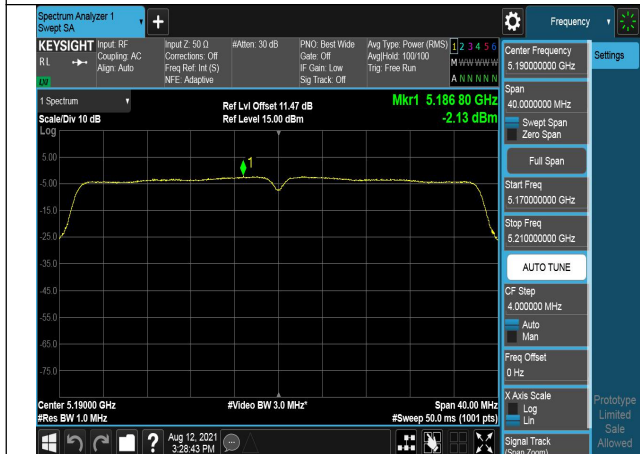 Spectrum Analyzer 1
Swept SA
+
Frequency
KEYSIGHT
RL
LXI
Input: RF
Coupling: AC
Align: Auto
Input Z: 50 Ω
Corrections: Off
Freq Ref: Int (S)
NFE: Adaptive
#Atten: 30 dB
PNO: Best Wide
Gate: Off
IF Gain: Low
Sig Track: Off
Avg Type: Power (RMS)
Avg|Hold: 100/100
Trig: Free Run
1 2 3 4 5 6
M W W W W W
A N N N N N
Center Frequency
5.190000000 GHz
Settings
1 Spectrum
Scale/Div 10 dB
Log
Ref Lvl Offset 11.47 dB
Ref Level 15.00 dBm
Mkr1 5.186 80 GHz
-2.13 dBm
Span
40.0000000 MHz
Swept Span
Zero Span
Full Span
Start Freq
5.170000000 GHz
Stop Freq
5.210000000 GHz
AUTO TUNE
CF Step
4.000000 MHz
Auto
Man
Freq Offset
0 Hz
X Axis Scale
Log
Lin
Signal Track
(Span Zoom)
5.00
-5.00
-15.0
-25.0
-35.0
-45.0
-55.0
-65.0
-75.0
1
Center 5.19000 GHz
#Res BW 1.0 MHz
#Video BW 3.0 MHz*
Span 40.00 MHz
#Sweep 50.0 ms (1001 pts)
?
Aug 12, 2021
3:28:43 PM
Prototype
Limited
Sale
Allowed